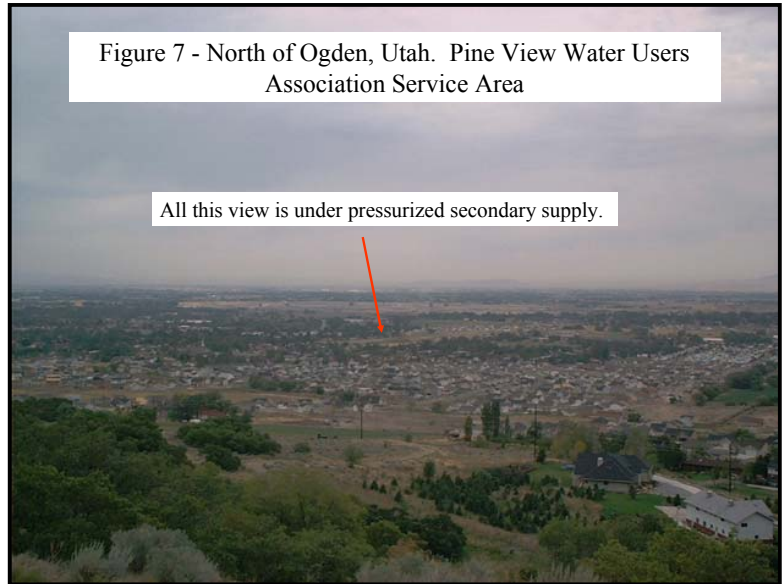 Figure 7 - North of Ogden, Utah. Pine View Water Users
Association Service Area
All this view is under pressurized secondary supply.